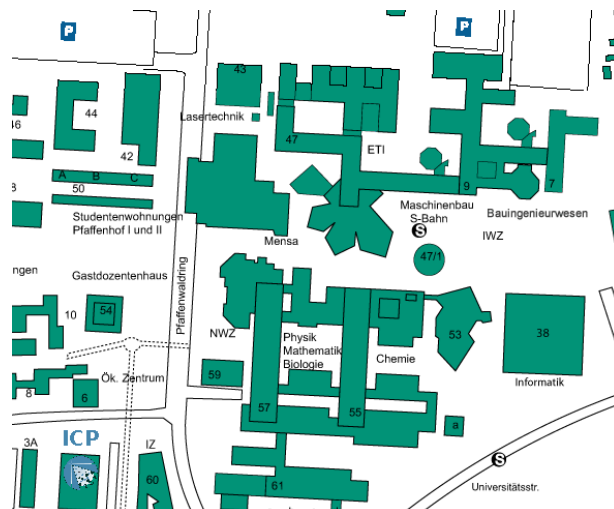 P
P
43
44
46
Lasertechnik
47
ETI
42
A B C
50
9
7
Studentenwohnungen
Pfaffenhof I und II
Maschinenbau
S-Bahn
Bauingenieurwesen
S
IWZ
Mensa
47/1
ngen
Gastdozentenhaus
Pfaffenwaldring
10
54
NWZ
Physik
Mathematik
Biologie
Chemie
53
38
Informatik
59
Ök. Zentrum
8
6
57
55
a
3A
ICP
IZ
60
61
S
Universitätsstr.